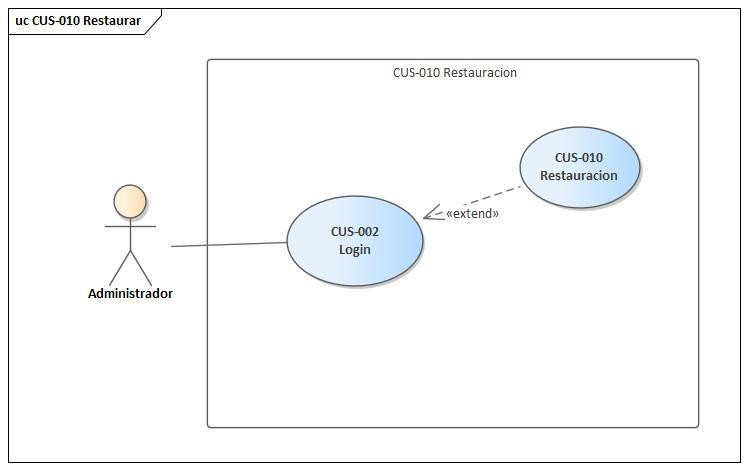 uc CUS-010 Restaurar
CUS-010 Restauracion
CUS-010
Restauracion
«extend»
CUS-002
Login
Administrador